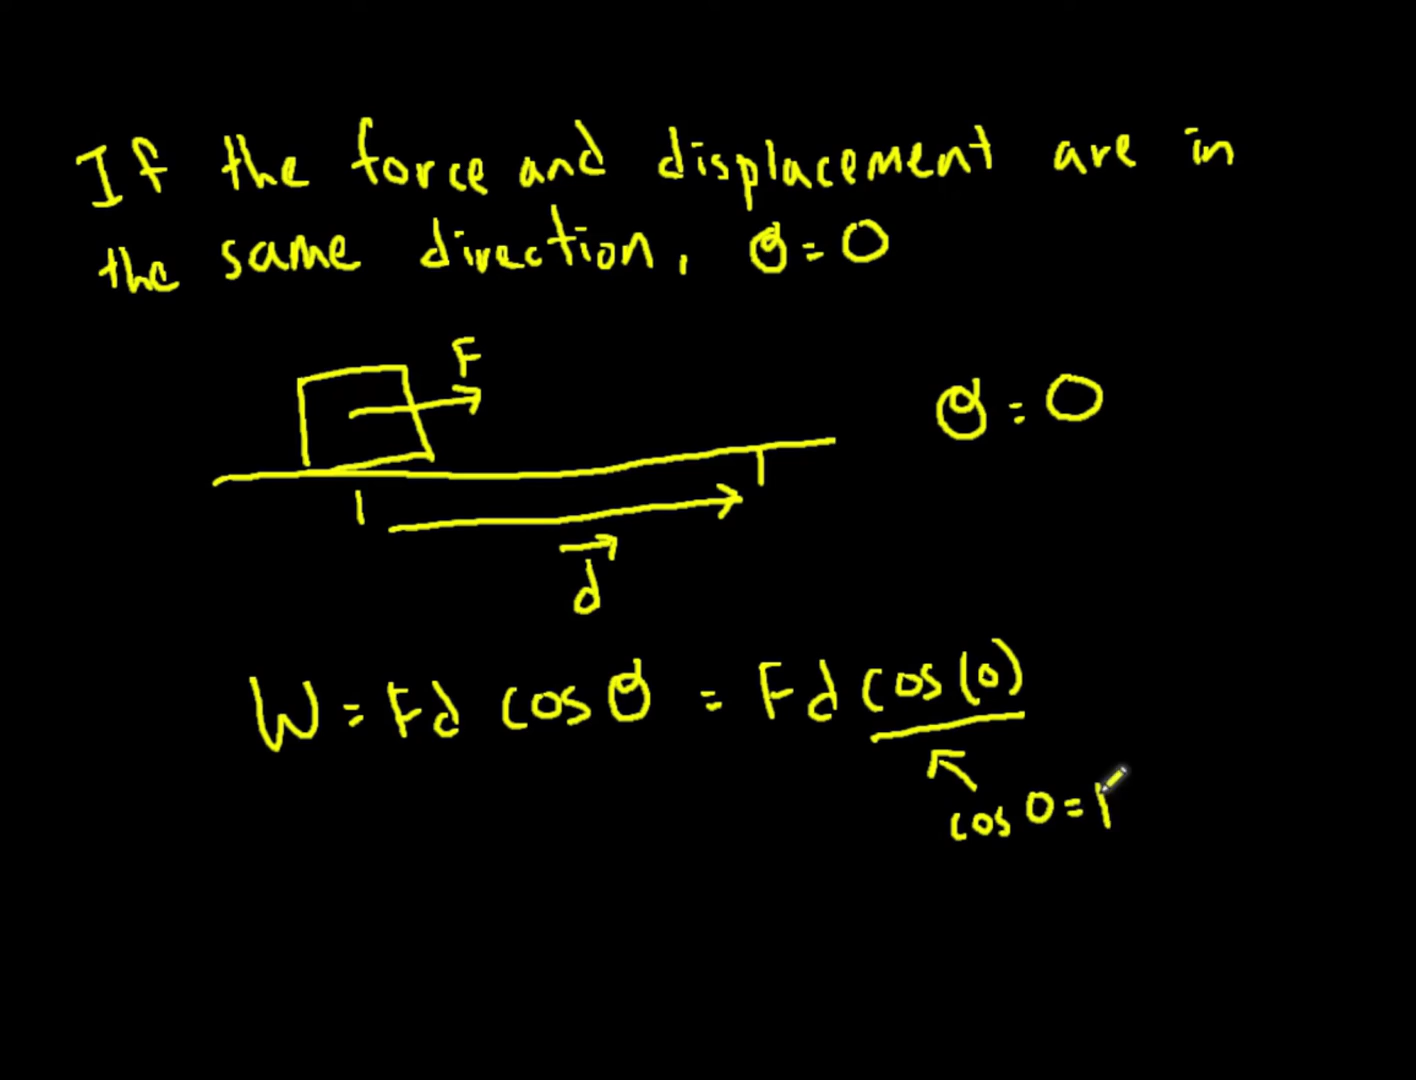 If the force and displacement are in
the same direction, θ = 0
F
θ = 0
d
W = Fd cos θ = Fd cos(0)
cos 0 = 1